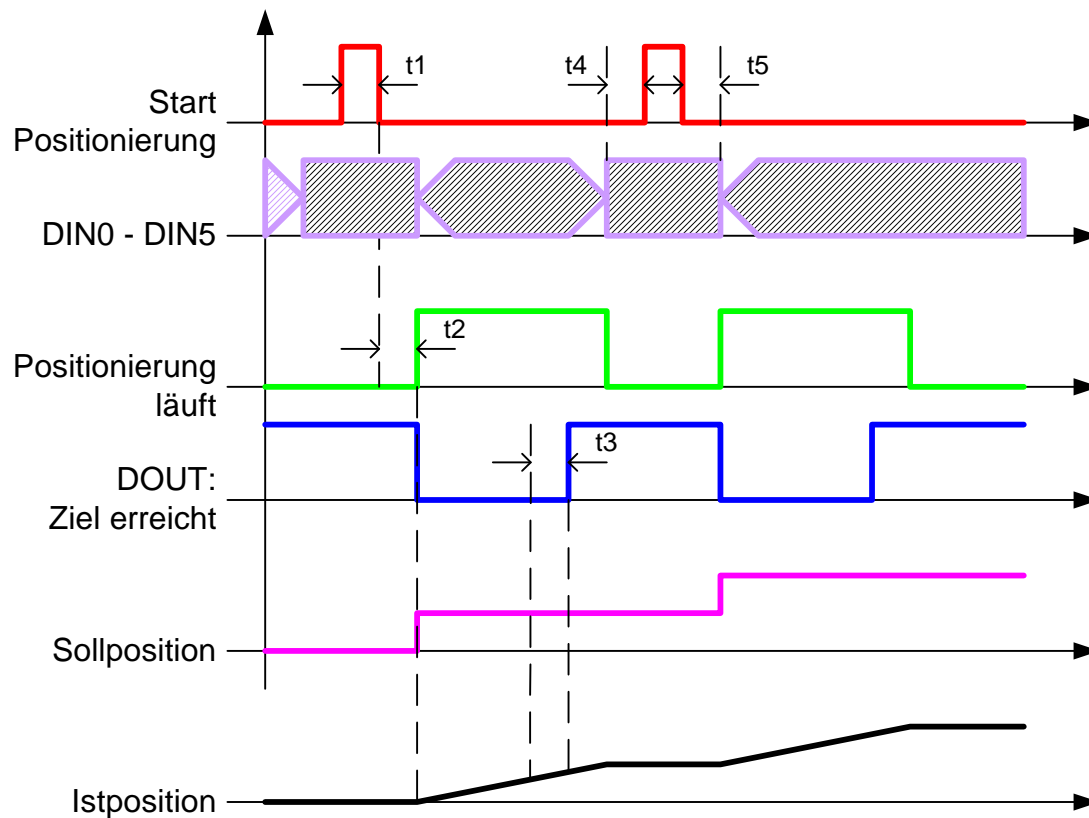 t1
t4
t5
Start
Positionierung
DIN0 - DIN5
t2
Positionierung
läuft
t3
DOUT:
Ziel erreicht
Sollposition
Istposition